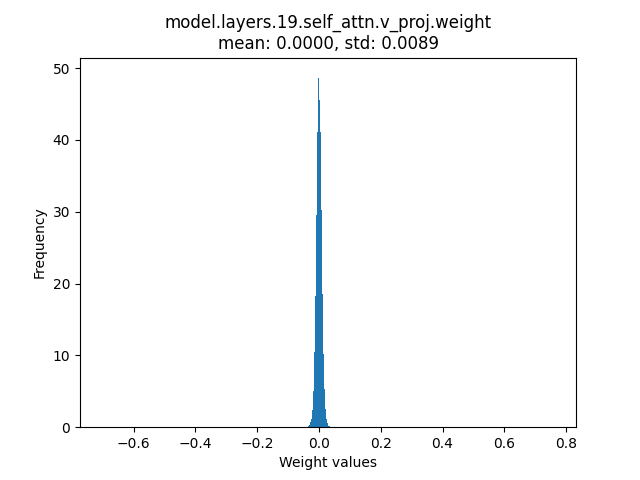 model.layers.19.self_attn.v_proj.weight
mean: 0.0000, std: 0.0089
50
40
30
20
10
0
Frequency
−0.6 −0.4 −0.2 0.0 0.2 0.4 0.6 0.8
Weight values